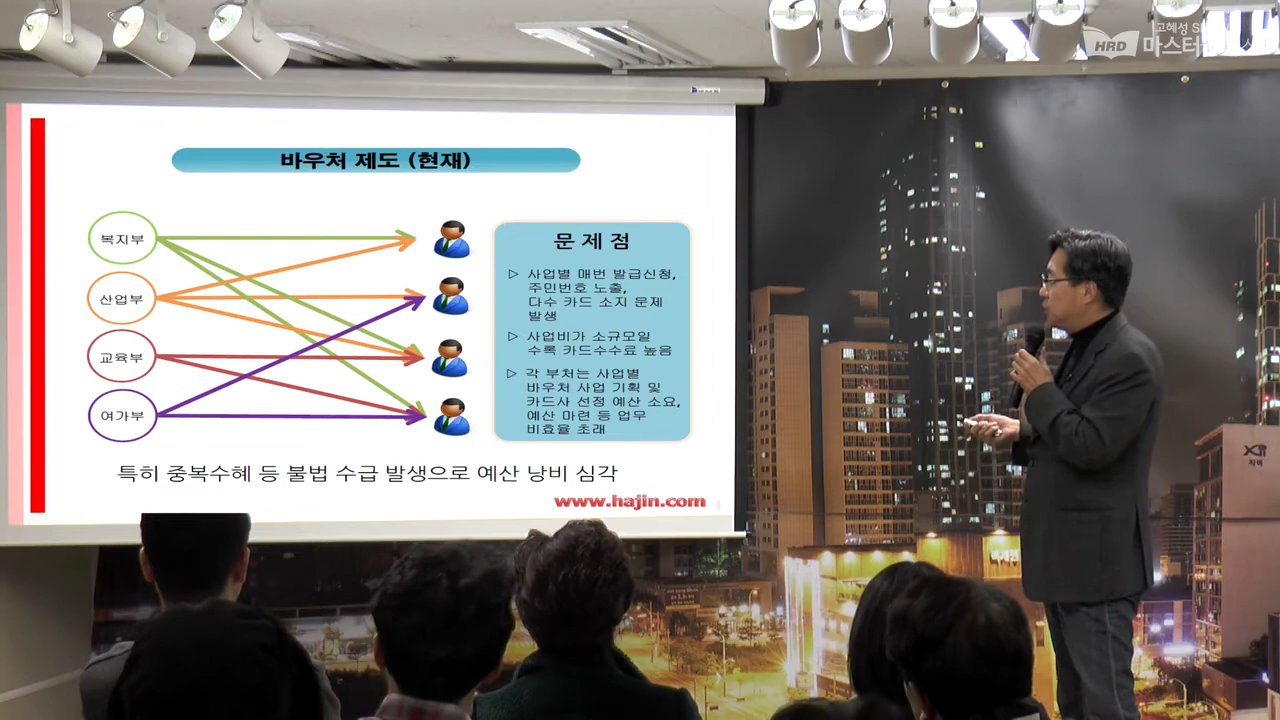 고혜성
HRD 마스터
바우처 제도 (현재)
복지부
산업부
교육부
여가부
문 제 점
▷ 사업별 매번 발급신청,
주민번호 노출,
다수 카드 소지 문제
발생
▷ 사업비가 소규모일
수록 카드수수료 높음
▷ 각 부처는 사업별
바우처 사업 기획 및
카드사 선정 예산 소요,
예산 마련 등 업무
비효율 초래
특히 중복수혜 등 불법 수급 발생으로 예산 낭비 심각
www.hajin.com
Xi
자이